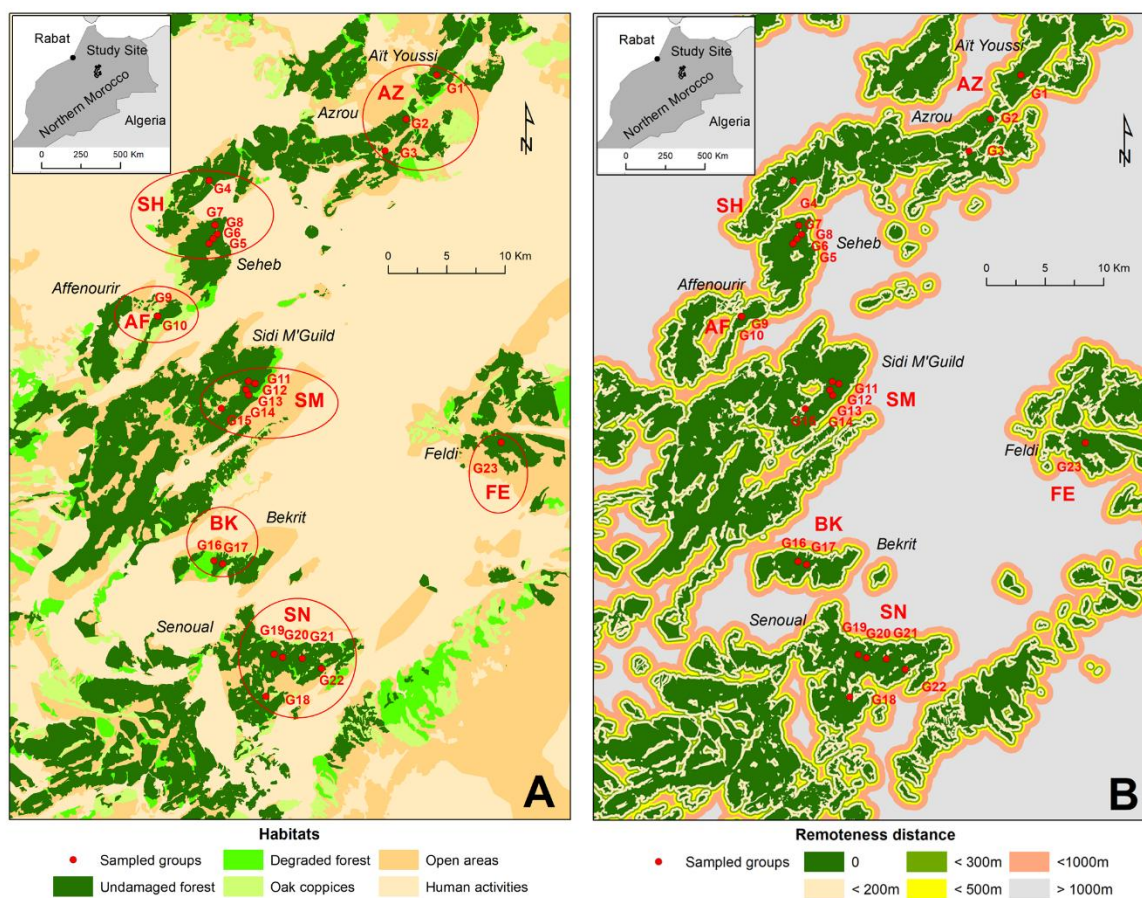 Rabat
Study Site
Northern Morocco
Algeria
0 250 500 Km
Aït Youssi
AZ
G1
Azrou
G2
G3
SH
G4
G7
G8
G6
G5
Seheb
0 5 10 Km
Affenourir
G9
AF
G10
Sidi M'Guild
G11
G12
G13
SM
G14
G15
Feldi
G23
FE
BK
Bekrit
G16 G17
SN
Senoual
G19 G20 G21
G22
G18
A
Habitats
Sampled groups
Degraded forest
Open areas
Undamaged forest
Oak coppices
Human activities
Rabat
Study Site
Northern Morocco
Algeria
0 250 500 Km
Aït Youssi
AZ
G1
Azrou
G2
G3
SH
G4
G7
G8
G6
G5
Seheb
0 5 10 Km
Affenourir
AF
G9
G10
Sidi M'Guild
G11
G12
SM
G13
G15
G14
Feldi
G23
FE
BK
G16 G17
Bekrit
SN
Senoual
G19 G20 G21
G22
G18
B
Remoteness distance
Sampled groups
0
< 300m
<1000m
< 200m
< 500m
> 1000m